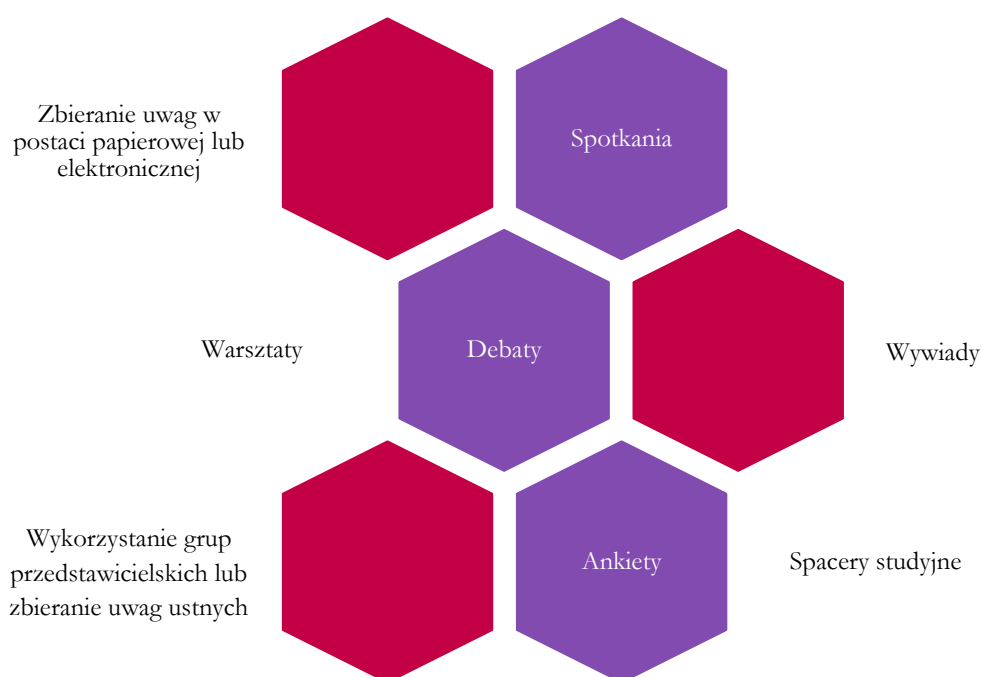 Zbieranie uwag w
postaci papierowej lub
elektronicznej
Spotkania
Warsztaty
Debaty
Wywiady
Wykorzystanie grup
przedstawicielskich lub
zbieranie uwag ustnych
Ankiety
Spacery studyjne